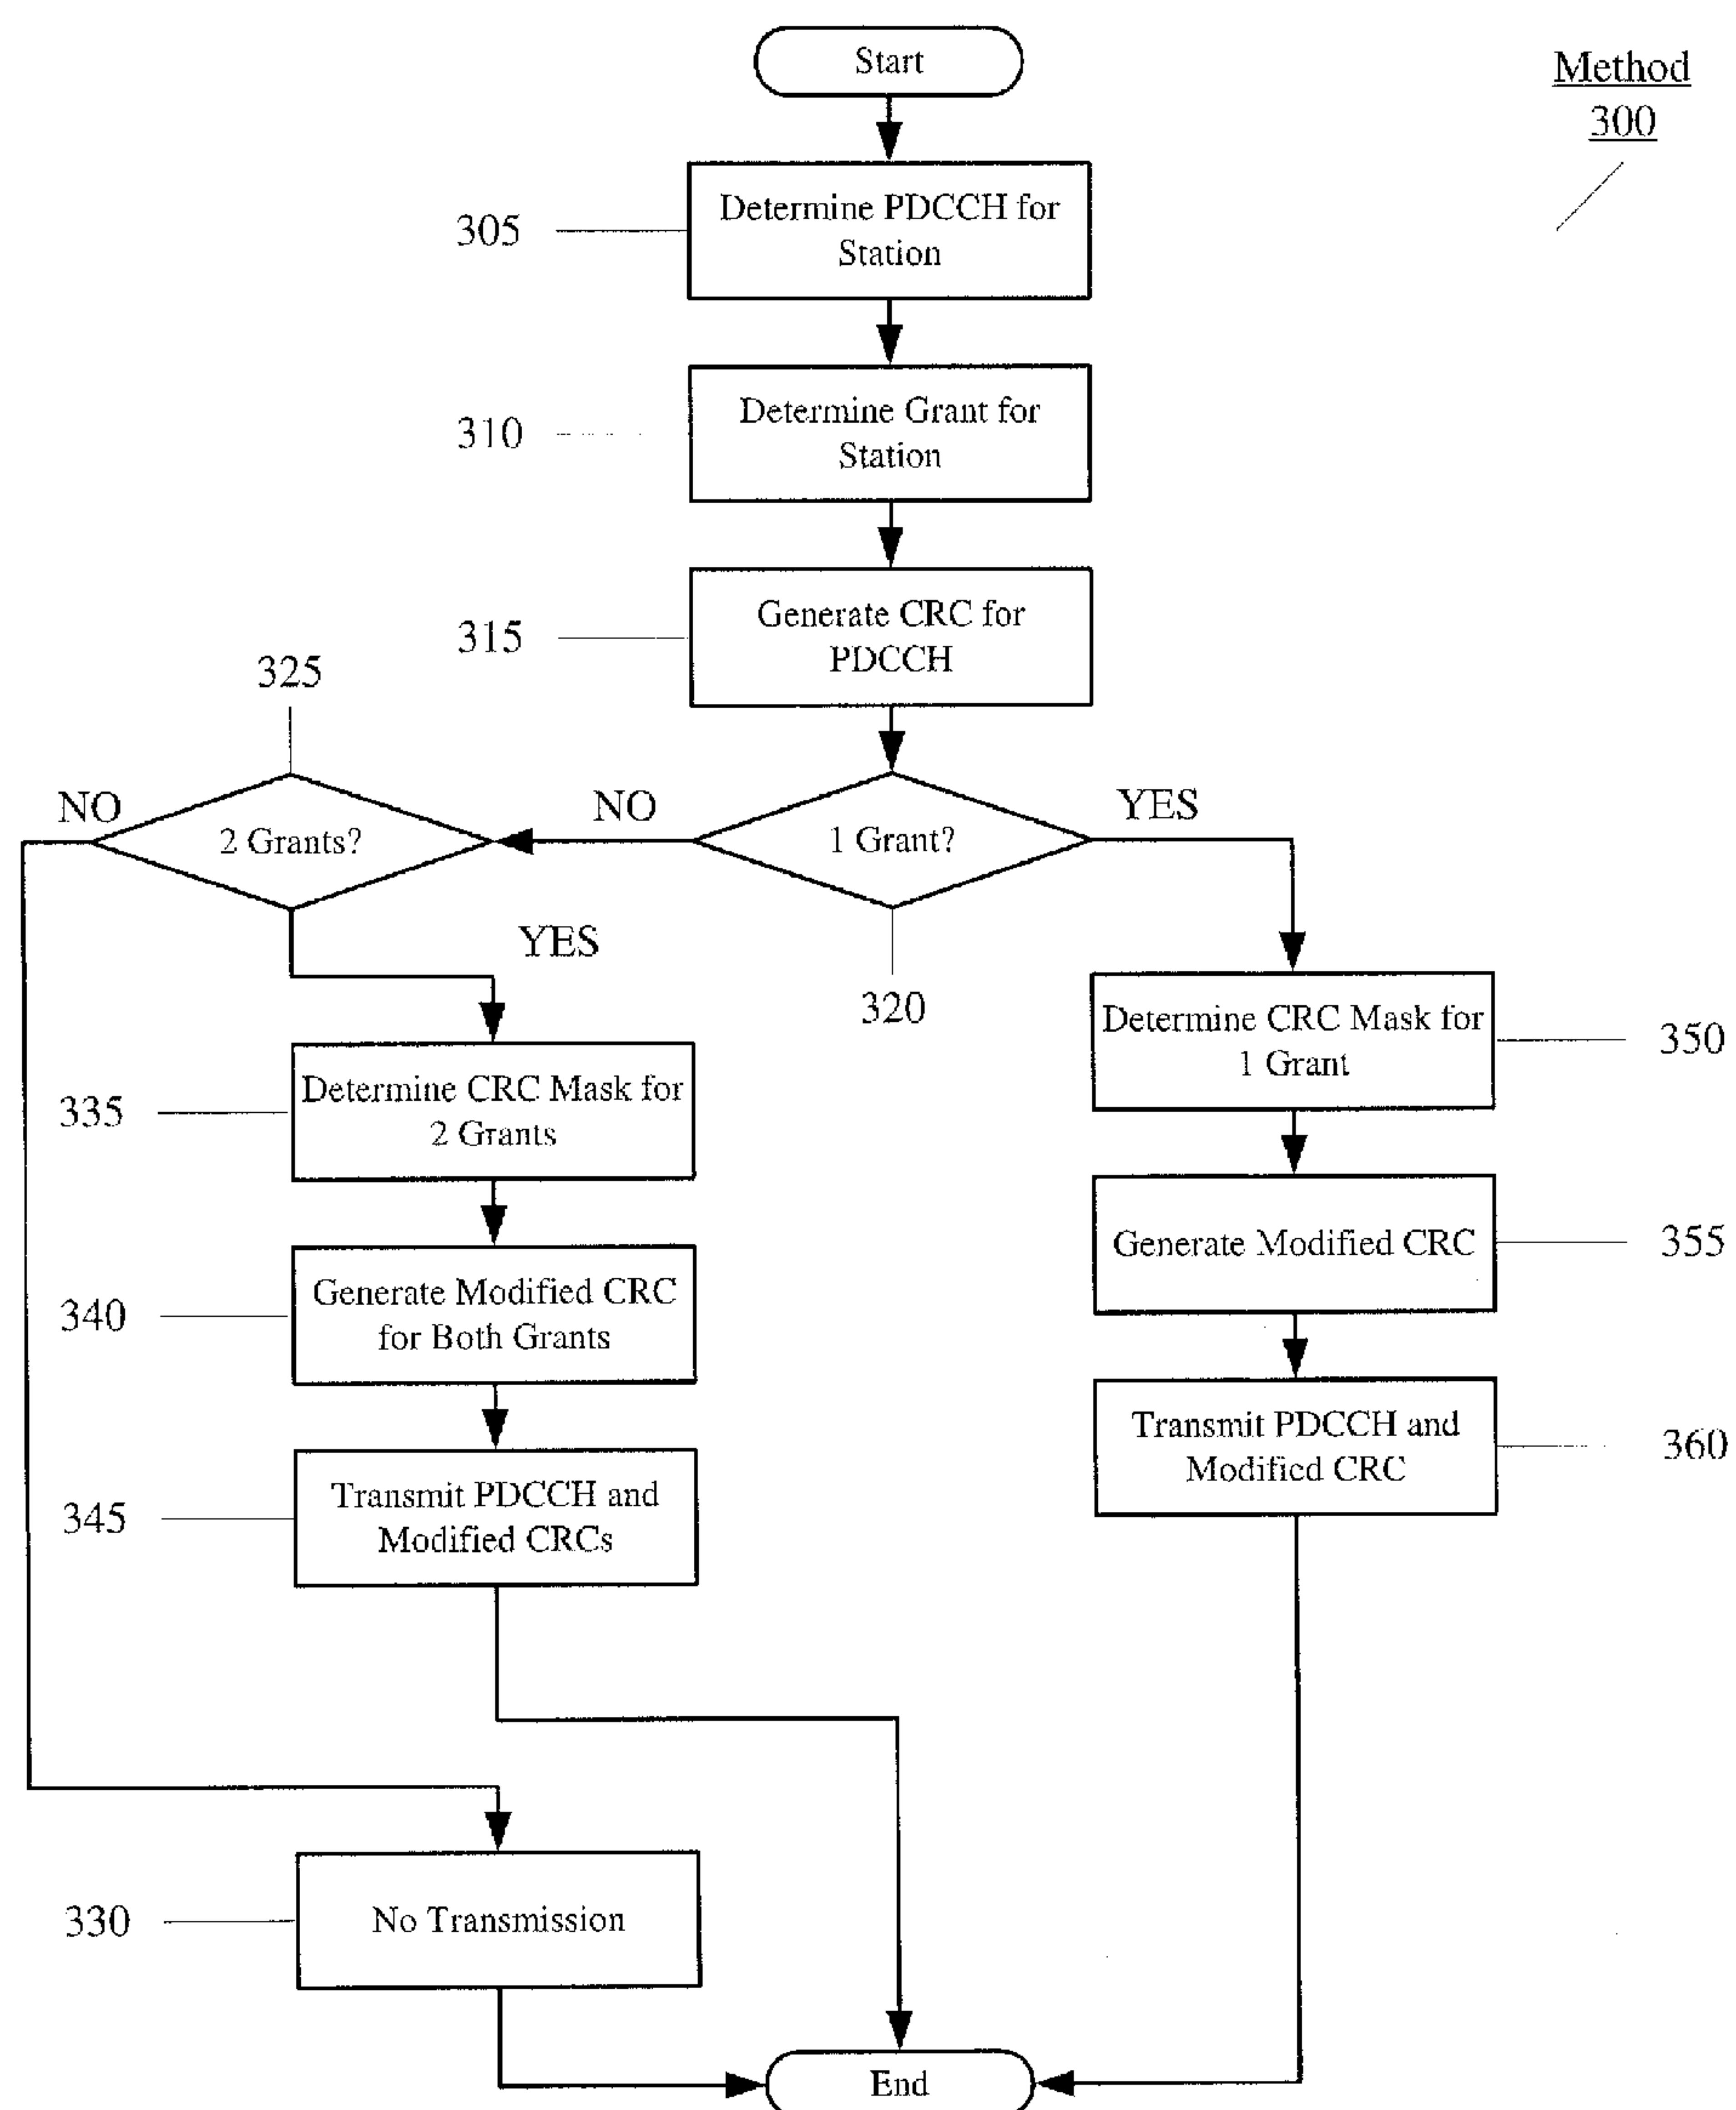 Start
Method
300
Determine PDCCH for
Station
305
Determine Grant for
Station
310
Generate CRC for
PDCCH
315
325
NO
2 Grants?
NO
1 Grant?
YES
YES
320
Determine CRC Mask for
1 Grant
350
Determine CRC Mask for
2 Grants
335
Generate Modified CRC
355
Generate Modified CRC
for Both Grants
340
Transmit PDCCH and
Modified CRC
360
Transmit PDCCH and
Modified CRCs
345
No Transmission
330
End